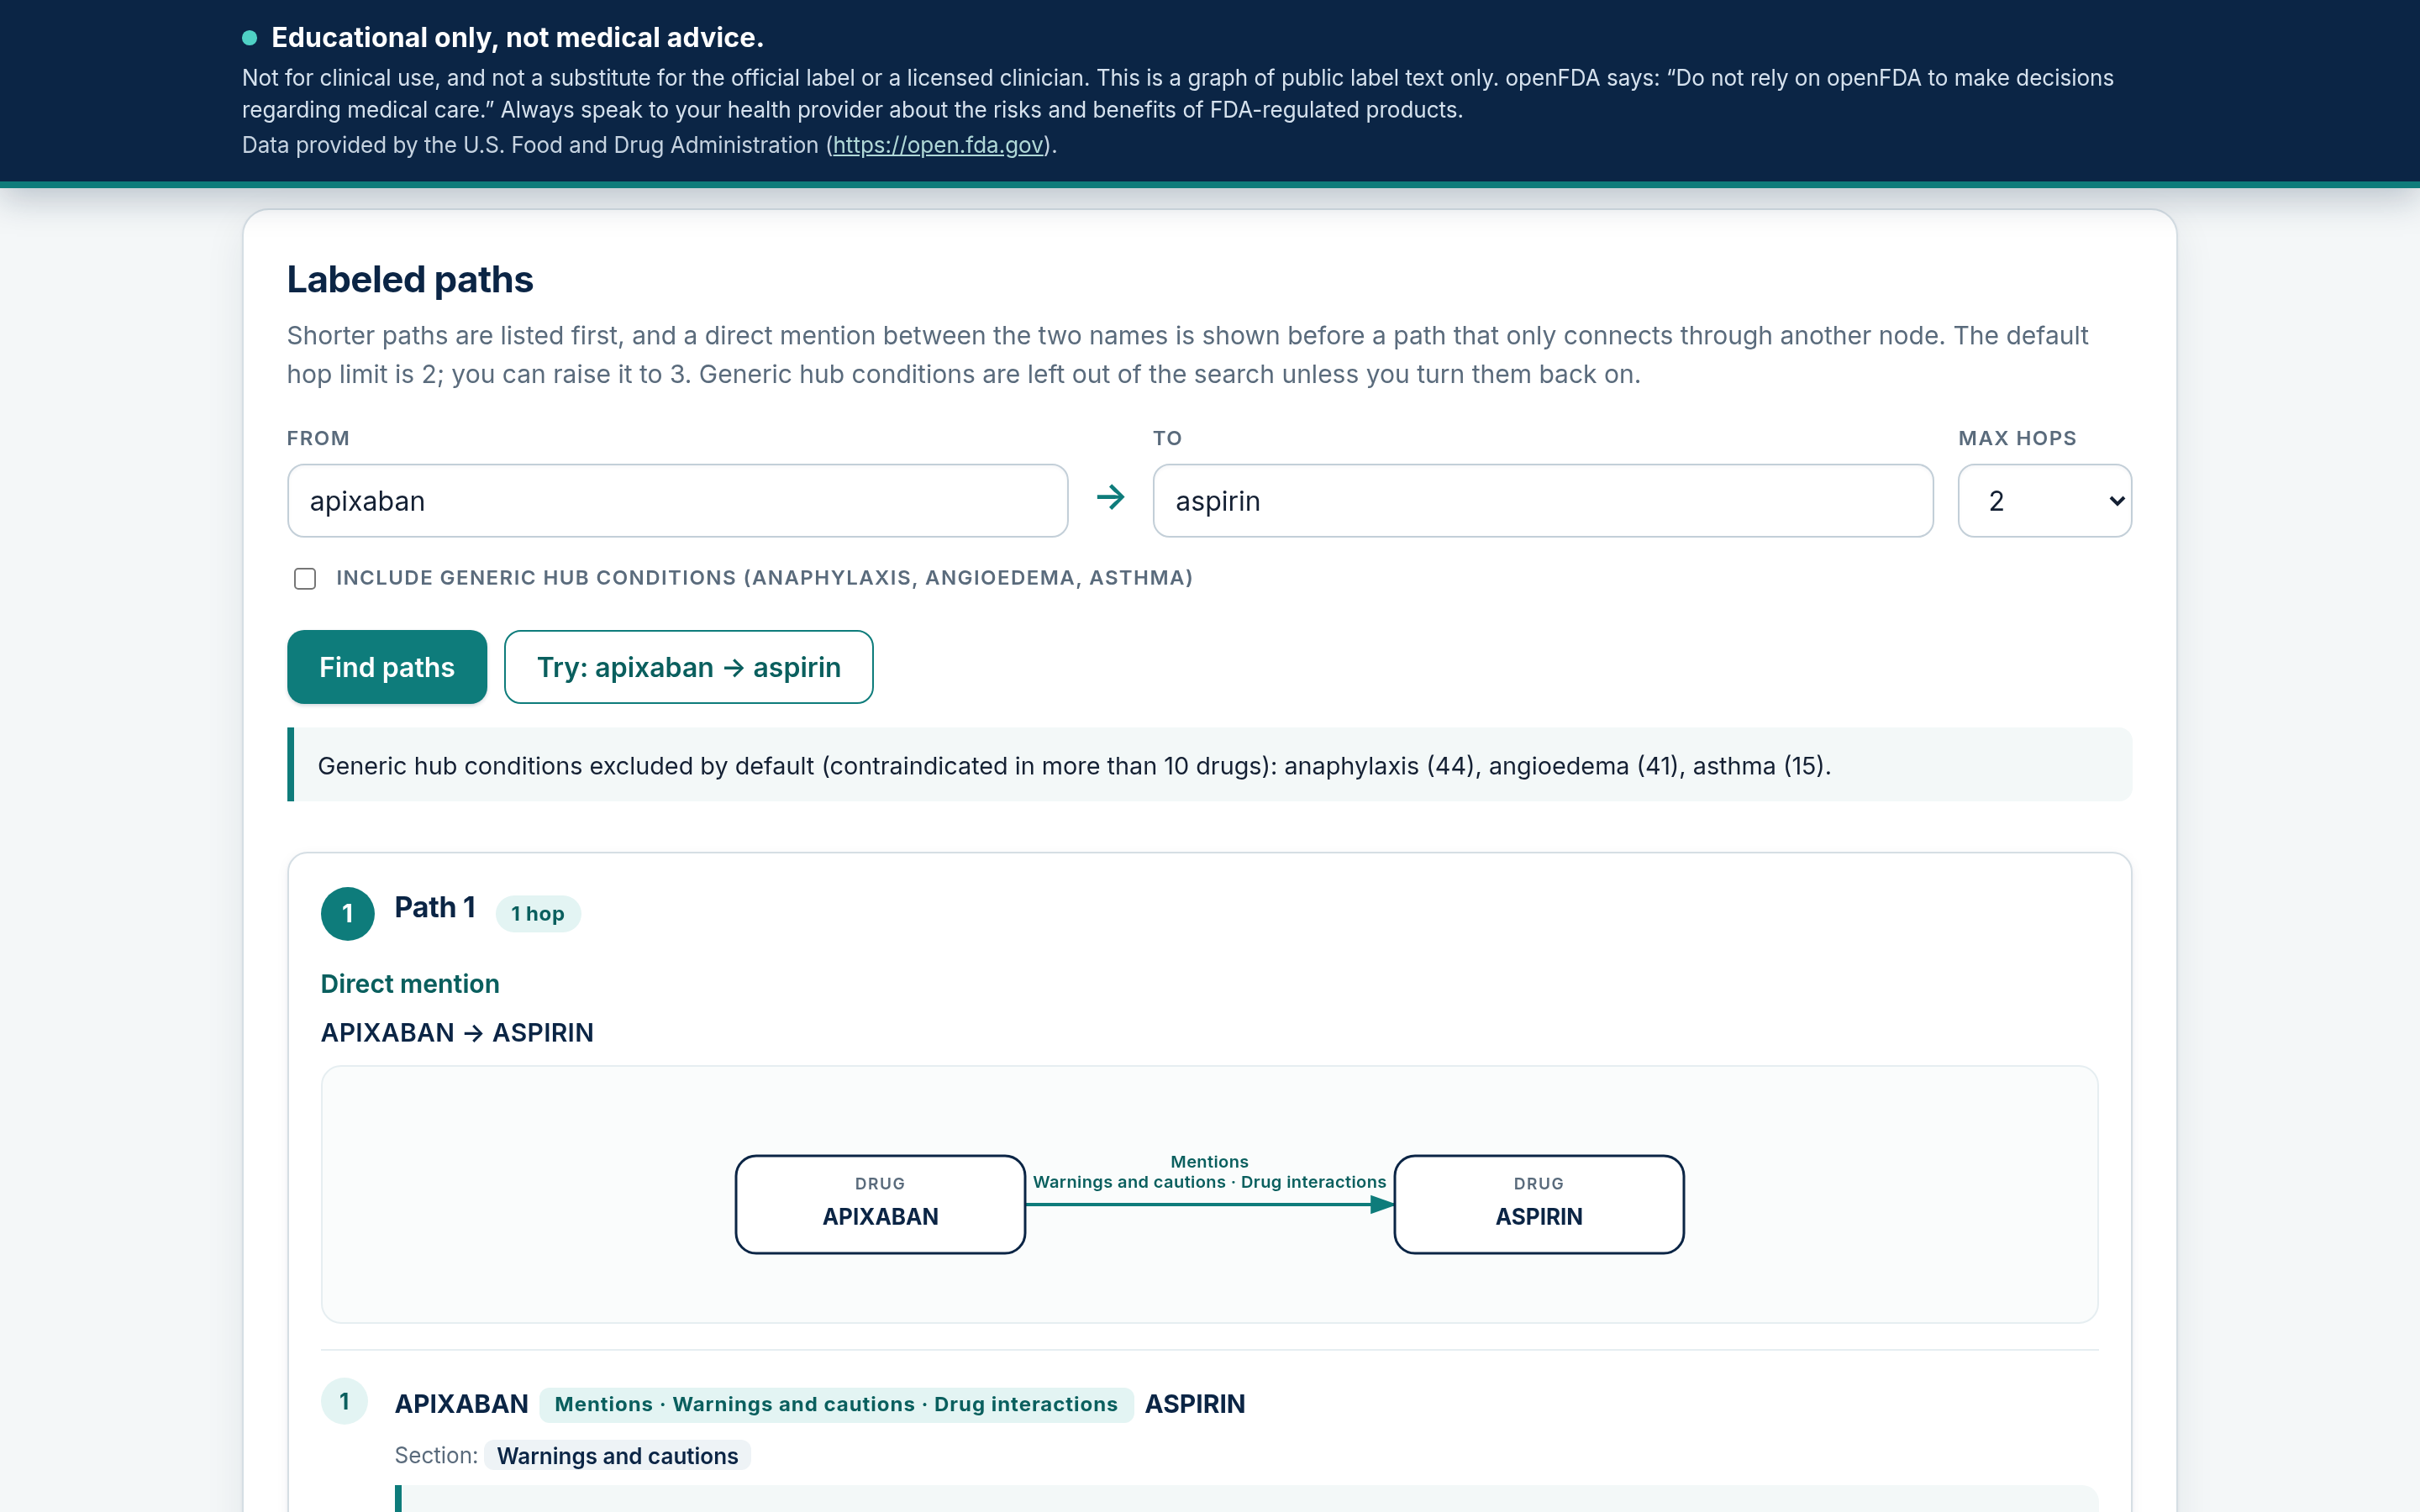 Educational only, not medical advice.
Not for clinical use, and not a substitute for the official label or a licensed clinician. This is a graph of public label text only. openFDA says: “Do not rely on openFDA to make decisions
regarding medical care.” Always speak to your health provider about the risks and benefits of FDA-regulated products.
Data provided by the U.S. Food and Drug Administration (https://open.fda.gov).
Labeled paths
Shorter paths are listed first, and a direct mention between the two names is shown before a path that only connects through another node. The default
hop limit is 2; you can raise it to 3. Generic hub conditions are left out of the search unless you turn them back on.
FROM
TO
MAX HOPS
apixaban
→
aspirin
2
INCLUDE GENERIC HUB CONDITIONS (ANAPHYLAXIS, ANGIOEDEMA, ASTHMA)
Find paths
Try: apixaban → aspirin
Generic hub conditions excluded by default (contraindicated in more than 10 drugs): anaphylaxis (44), angioedema (41), asthma (15).
1 Path 1 1 hop
Direct mention
APIXABAN → ASPIRIN
DRUG
APIXABAN
Mentions
Warnings and cautions · Drug interactions
DRUG
ASPIRIN
1 APIXABAN Mentions · Warnings and cautions · Drug interactions ASPIRIN
Section: Warnings and cautions